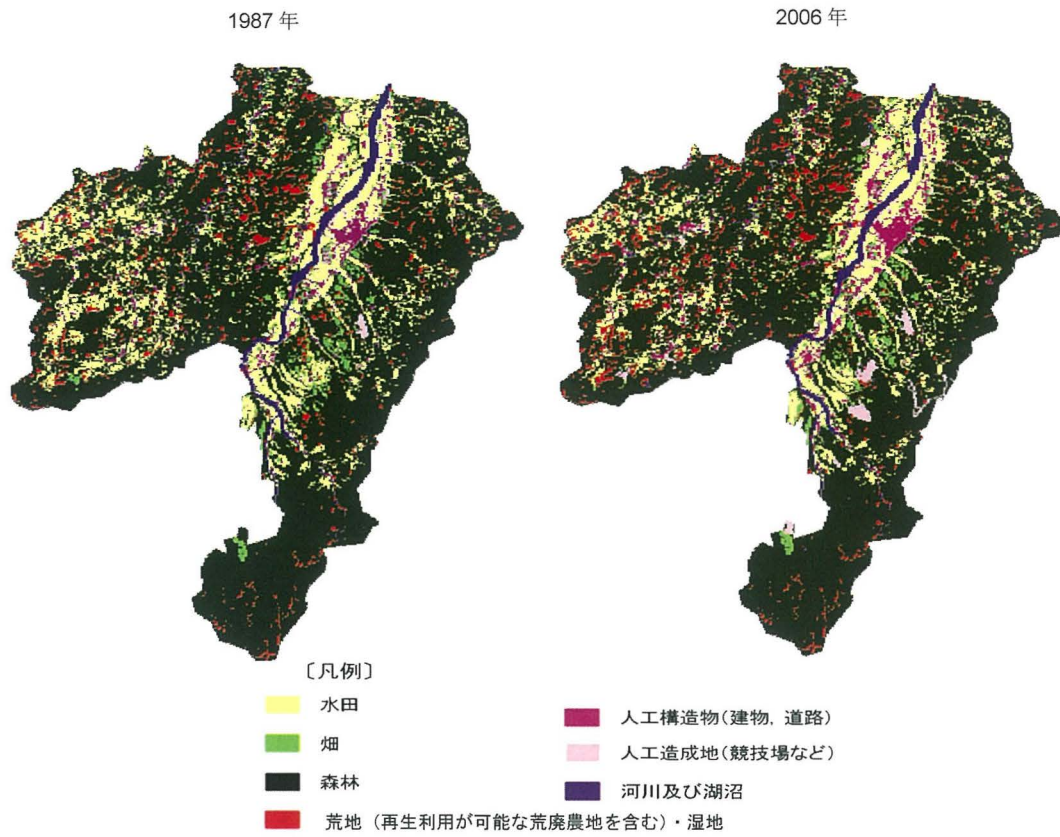 1987 年
2006 年
〔凡例〕
水田
畑
森林
荒地（再生利用が可能な荒廃農地を含む）・湿地
人工構造物(建物，道路)
人工造成地(競技場など)
河川及び湖沼